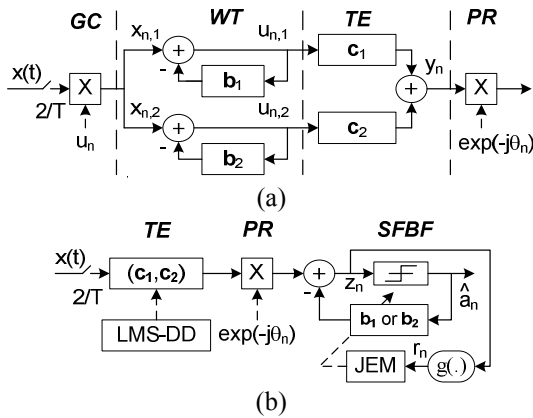 GC WT TE PR
x(t) 2/T X u_n
x_{n,1} + - b_1 u_{n,1} c_1
x_{n,2} + - b_2 u_{n,2} c_2
+ y_n X exp(-jθ_n)
(a)
TE PR SFBF
x(t) 2/T (c_1,c_2) X + - z_n â_n
LMS-DD exp(-jθ_n) b_1 or b_2
JEM r_n g(.)
(b)